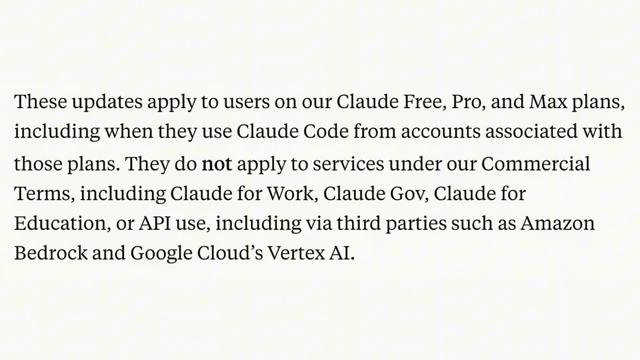 These updates apply to users on our Claude Free, Pro, and Max plans,
including when they use Claude Code from accounts associated with
those plans. They do not apply to services under our Commercial
Terms, including Claude for Work, Claude Gov, Claude for
Education, or API use, including via third parties such as Amazon
Bedrock and Google Cloud’s Vertex AI.